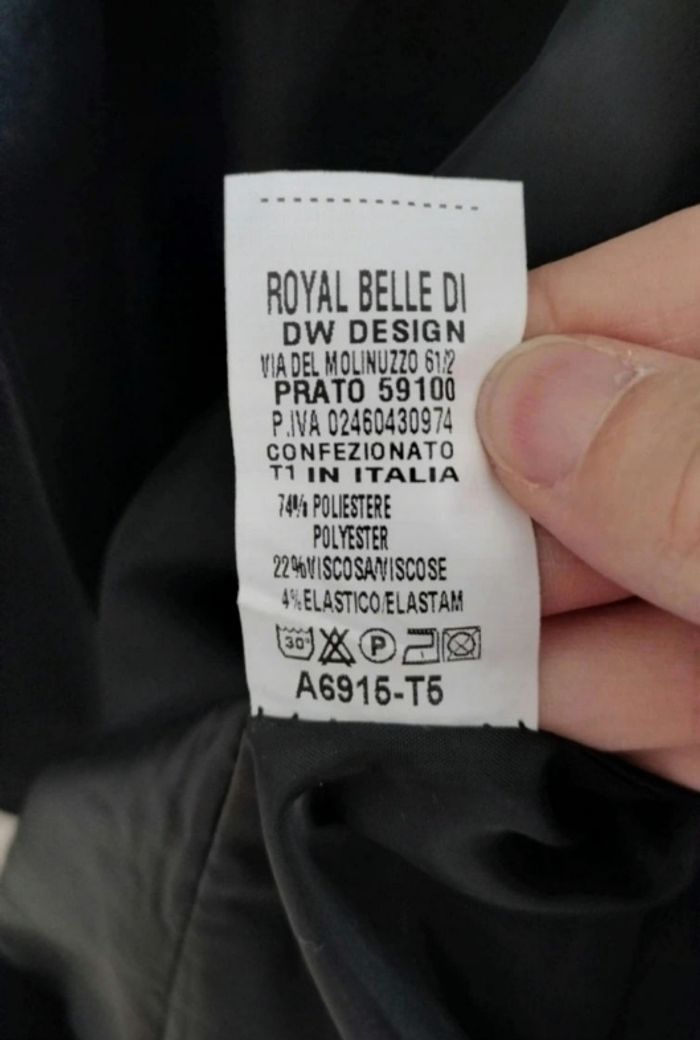 ROYAL BELLE DI
DW DESIGN
VIA DEL MOLINUZZO 61/2
PRATO 59100
P.IVA 02460430974
CONFEZIONATO
T1 IN ITALIA
74% POLIESTERE
POLYESTER
22%VISCOSA/VISCOSE
4%ELASTICO/ELASTAM
30° P
A6915-T5